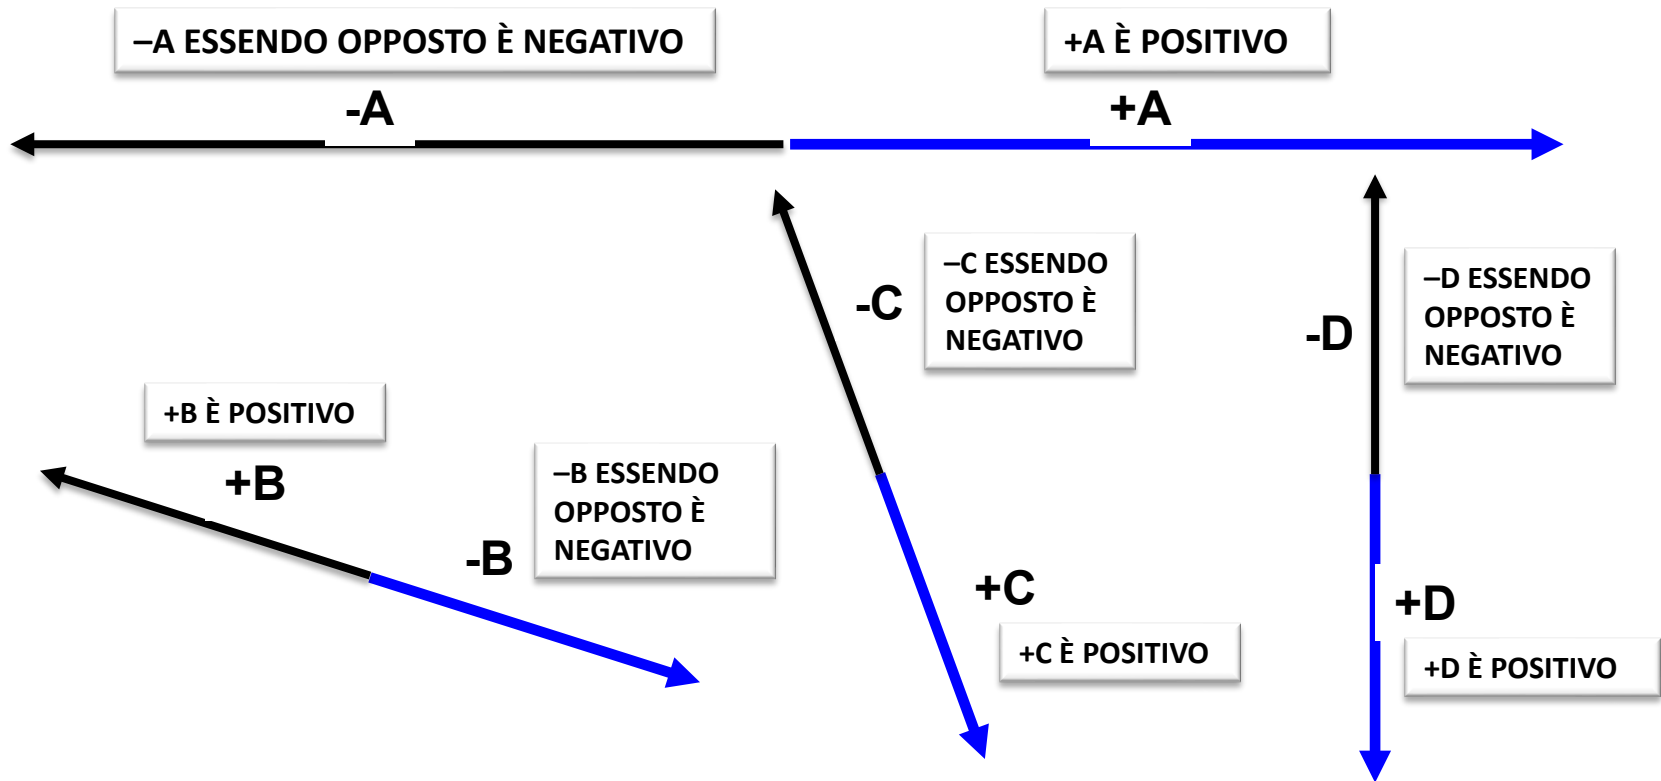 –A ESSENDO OPPOSTO È NEGATIVO
+A È POSITIVO
-A
+A
-C
–C ESSENDO
OPPOSTO È
NEGATIVO
-D
–D ESSENDO
OPPOSTO È
NEGATIVO
+B È POSITIVO
+B
-B
–B ESSENDO
OPPOSTO È
NEGATIVO
+C
+C È POSITIVO
+D
+D È POSITIVO